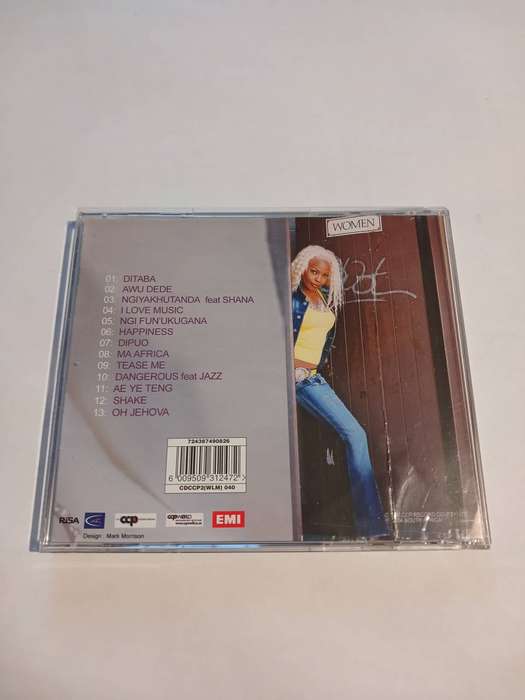 WOMEN
01: DITABA
02: AWU DEDE
03: NGIYAKHUTANDA feat SHANA
04: I LOVE MUSIC
05: NGI FUN'UKUGANA
06: HAPPINESS
07: DIPUO
08: MA AFRICA
09: TEASE ME
10: DANGEROUS feat JAZZ
11: AE YE TENG
12: SHAKE
13: OH JEHOVA
724387490826
6 009509 312472 >
CDCCP2(WLM) 040
RiSA
ccp
EMI
Design : Mark Morrison